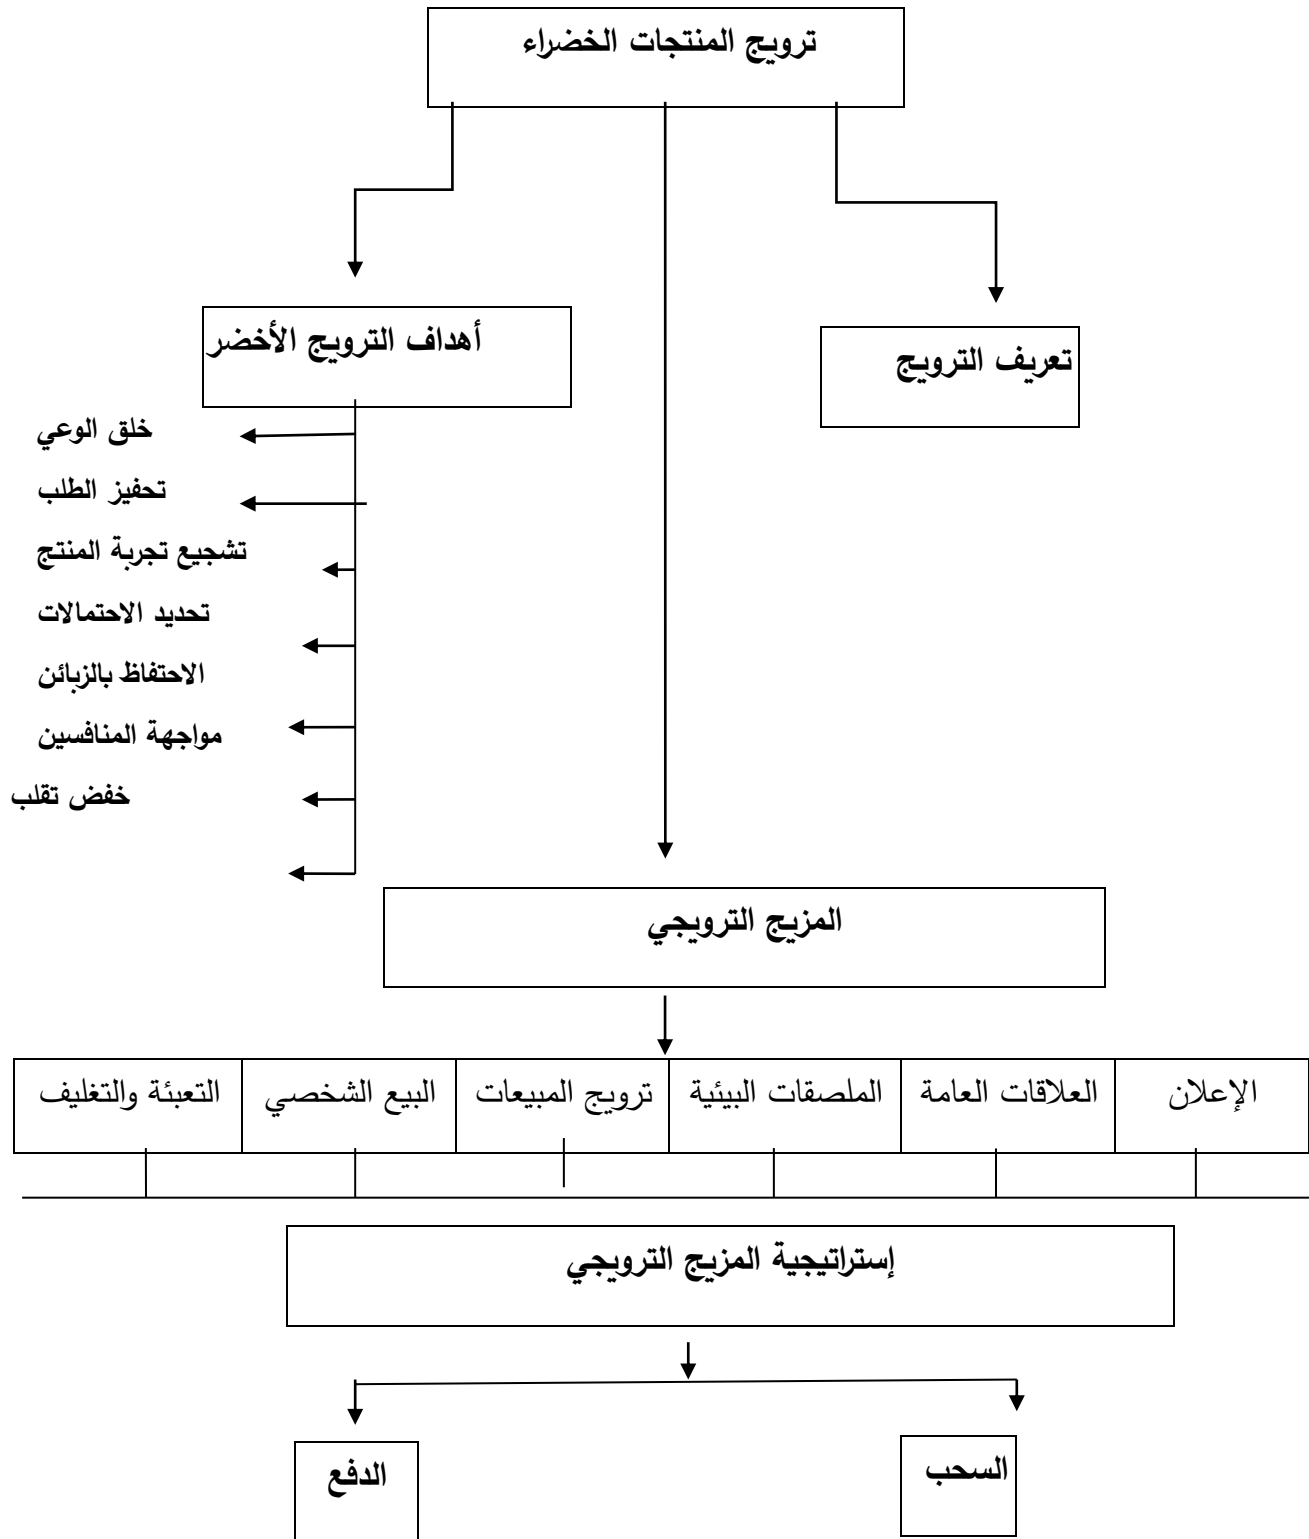 ترويج المنتجات الخضراء
تعريف الترويج
أهداف الترويج الأخضر
خلق الوعي
تحفيز الطلب
تشجيع تجربة المنتج
تحديد الاحتمالات
الاحتفاظ بالزبائن
مواجهة المنافسين
خفض تقلب
المزيج الترويجي
الإعلان
العلاقات العامة
الملصقات البيئية
ترويج المبيعات
البيع الشخصي
التعبئة والتغليف
إستراتيجية المزيج الترويجي
السحب
الدفع